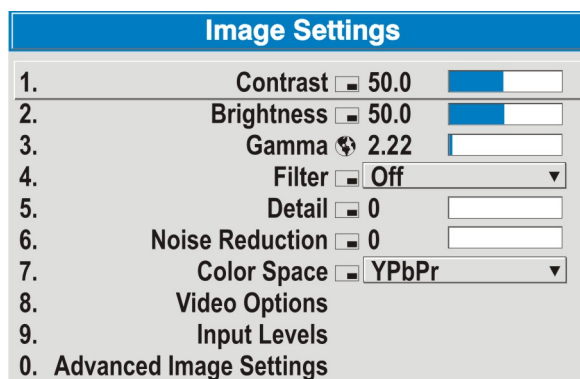 Image Settings
1. Contrast 50.0
2. Brightness 50.0
3. Gamma 2.22
4. Filter Off
5. Detail 0
6. Noise Reduction 0
7. Color Space YPbPr
8. Video Options
9. Input Levels
0. Advanced Image Settings